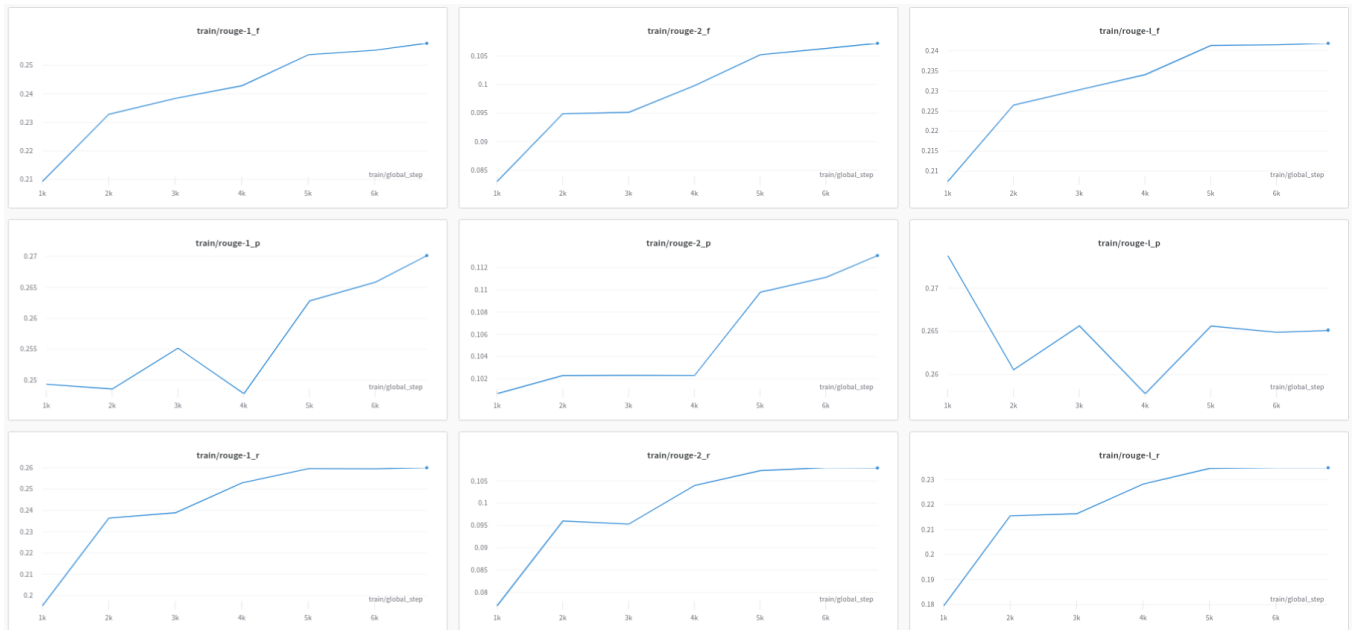 train/rouge-1_f
0.25
0.24
0.23
0.22
0.21
train/global_step
1k 2k 3k 4k 5k 6k
train/rouge-2_f
0.105
0.1
0.095
0.09
0.085
train/global_step
1k 2k 3k 4k 5k 6k
train/rouge-l_f
0.24
0.235
0.23
0.225
0.22
0.215
0.21
train/global_step
1k 2k 3k 4k 5k 6k
train/rouge-1_p
0.27
0.265
0.26
0.255
0.25
train/global_step
1k 2k 3k 4k 5k 6k
train/rouge-2_p
0.112
0.11
0.108
0.106
0.104
0.102
train/global_step
1k 2k 3k 4k 5k 6k
train/rouge-l_p
0.27
0.265
0.26
train/global_step
1k 2k 3k 4k 5k 6k
train/rouge-1_r
0.26
0.25
0.24
0.23
0.22
0.21
0.2
train/global_step
1k 2k 3k 4k 5k 6k
train/rouge-2_r
0.105
0.1
0.095
0.09
0.085
0.08
train/global_step
1k 2k 3k 4k 5k 6k
train/rouge-l_r
0.23
0.22
0.21
0.2
0.19
0.18
train/global_step
1k 2k 3k 4k 5k 6k